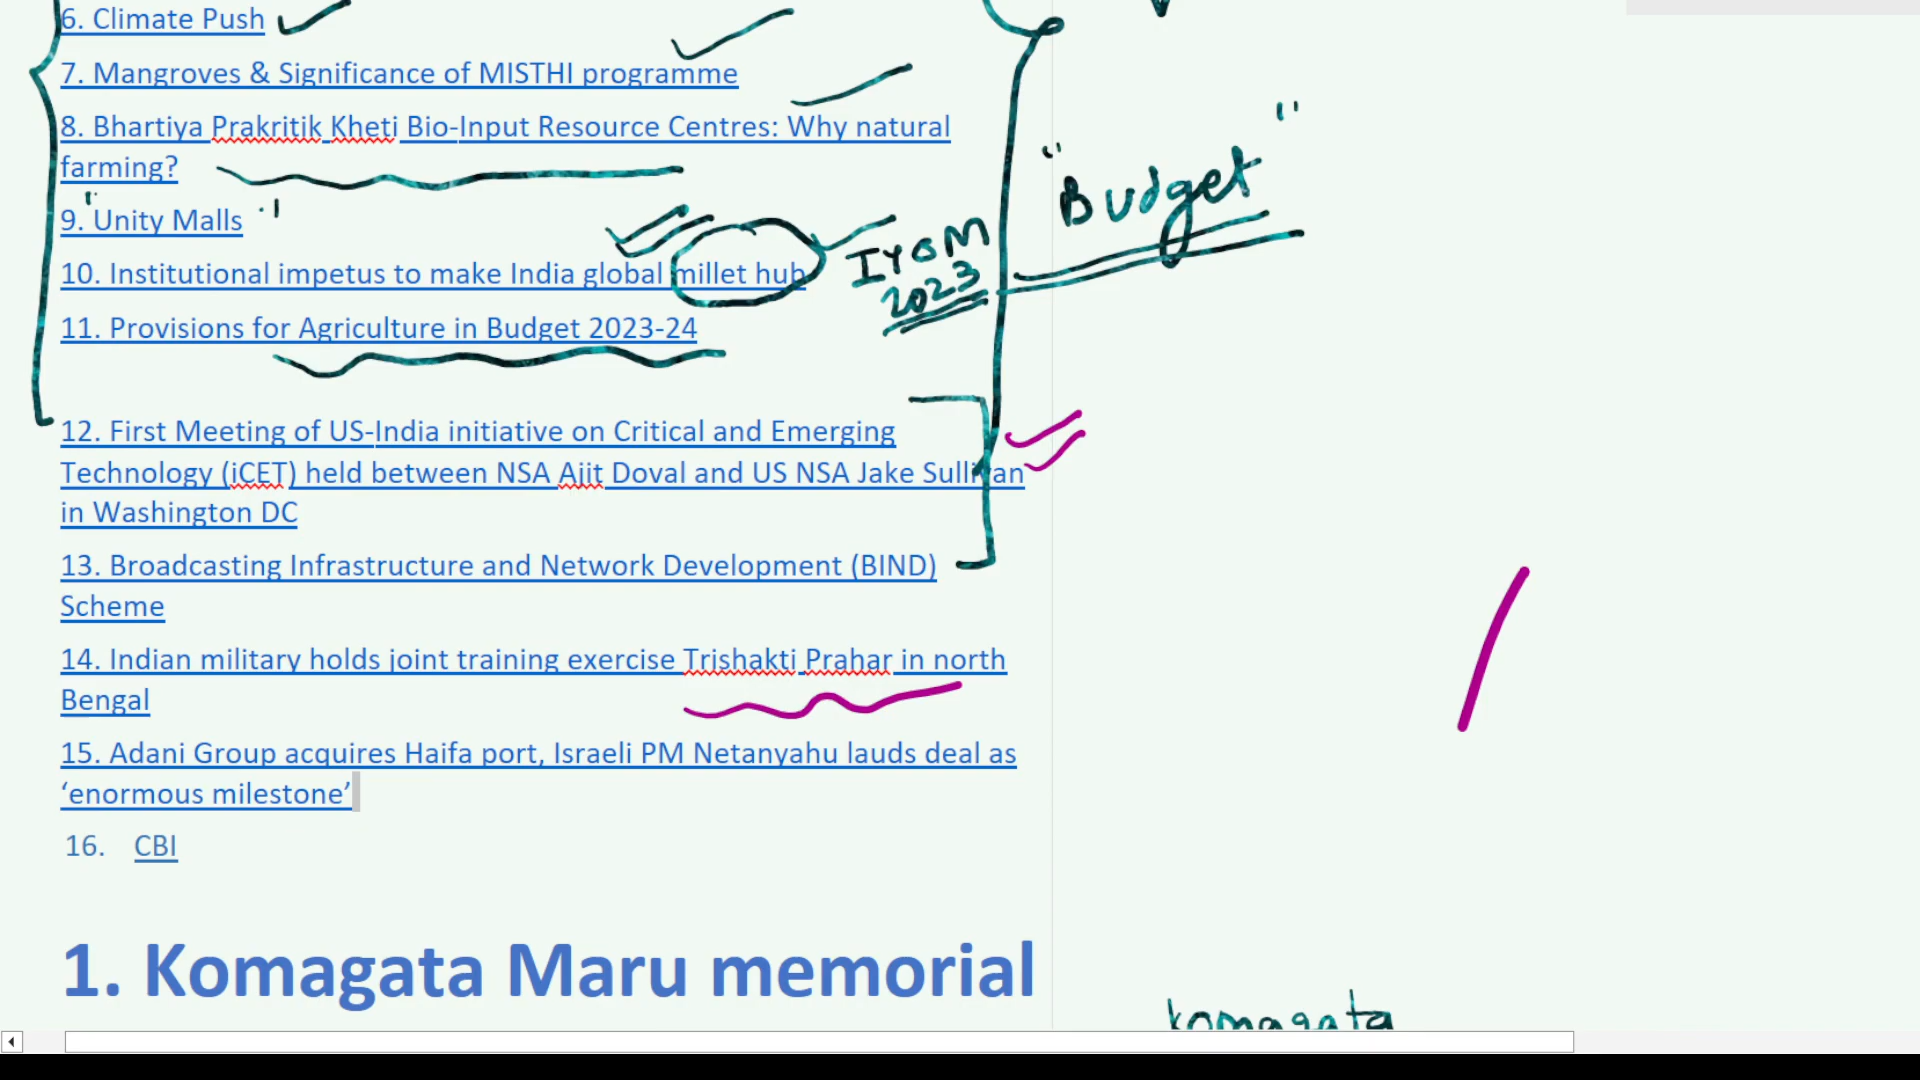 6. Climate Push
7. Mangroves & Significance of MISTHI programme
8. Bhartiya Prakritik Kheti Bio-Input Resource Centres: Why natural
farming?
9. Unity Malls
10. Institutional impetus to make India global millet hub
11. Provisions for Agriculture in Budget 2023-24
IYOM
2023
"Budget"
12. First Meeting of US-India initiative on Critical and Emerging
Technology (iCET) held between NSA Ajit Doval and US NSA Jake Sullivan
in Washington DC
13. Broadcasting Infrastructure and Network Development (BIND)
Scheme
14. Indian military holds joint training exercise Trishakti Prahar in north
Bengal
15. Adani Group acquires Haifa port, Israeli PM Netanyahu lauds deal as
‘enormous milestone’
16. CBI
1. Komagata Maru memorial
komagata